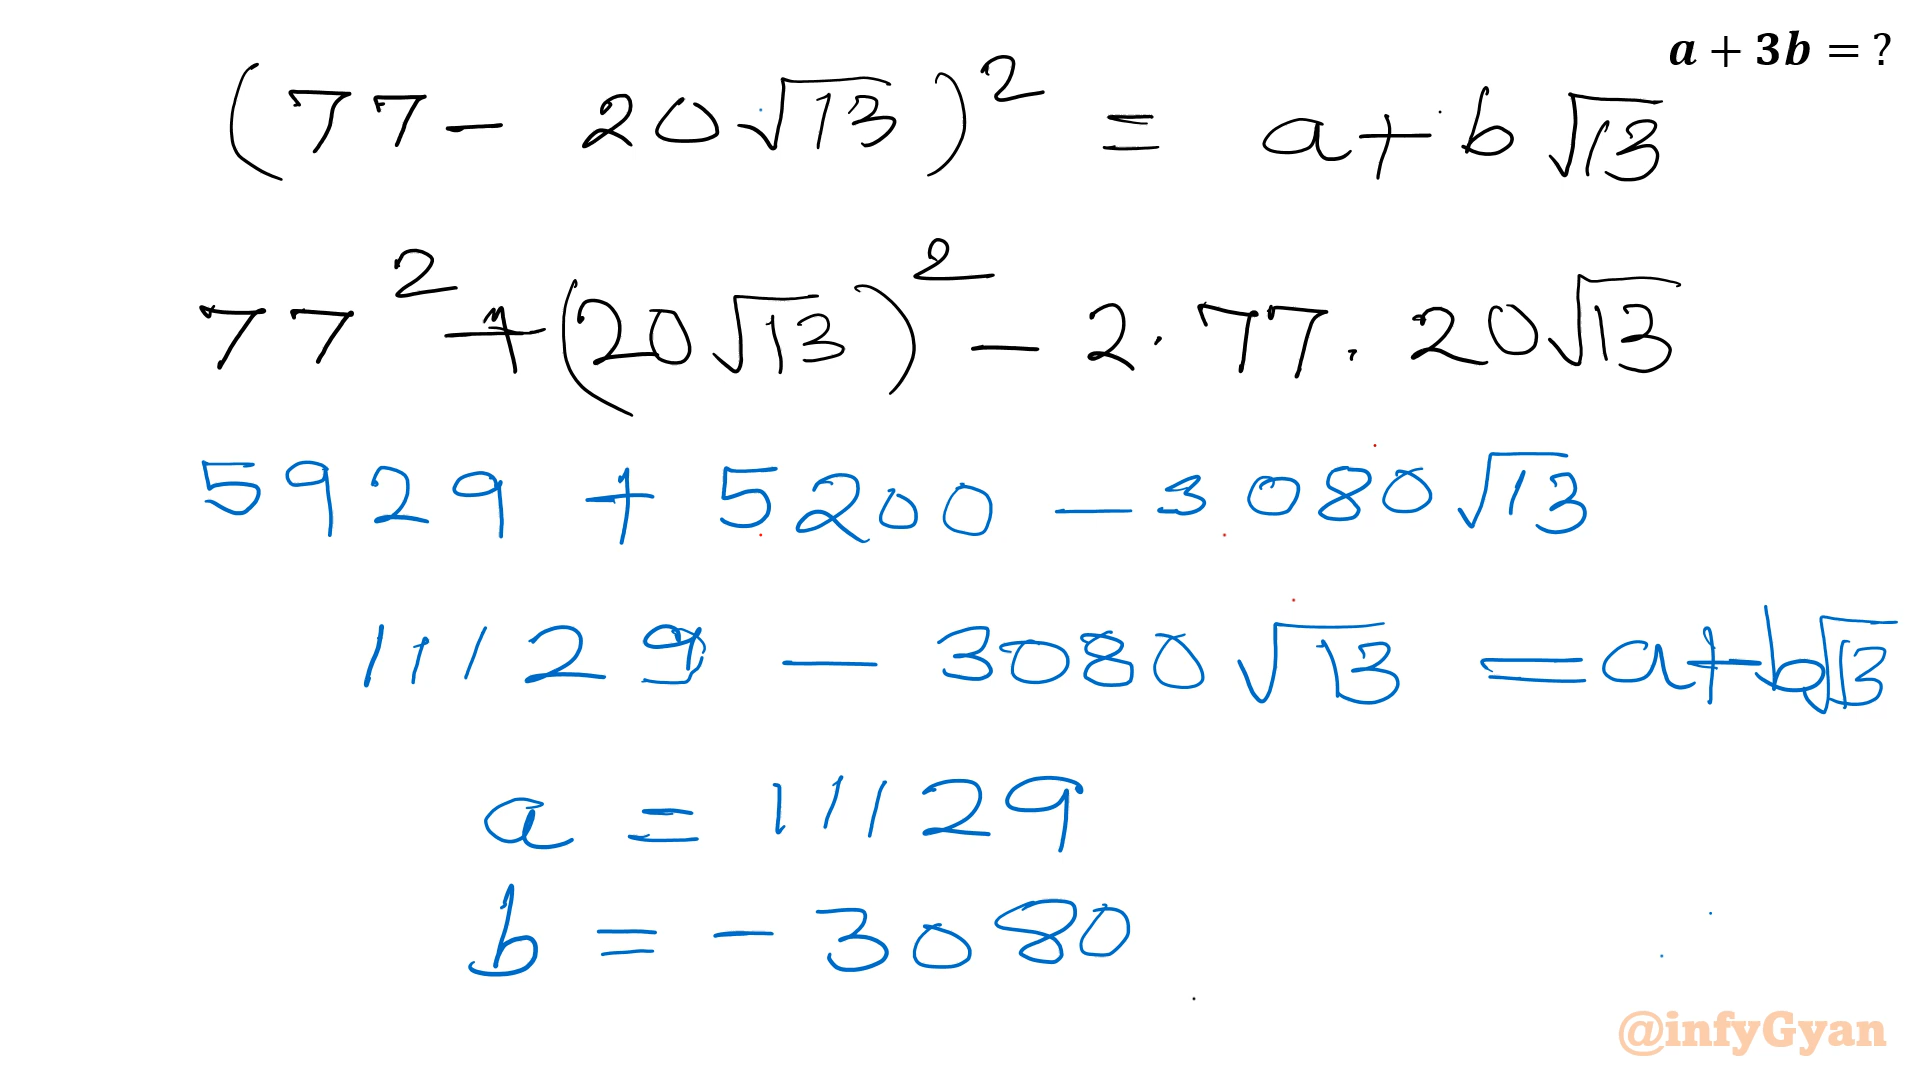 a + 3b = ?
(77 - 20√13)² = a + b√13
77² + (20√13)² - 2·77·20√13
5929 + 5200 - 3080√13
11129 - 3080√13 = a + b√13
a = 11129
b = -3080
@infyGyan